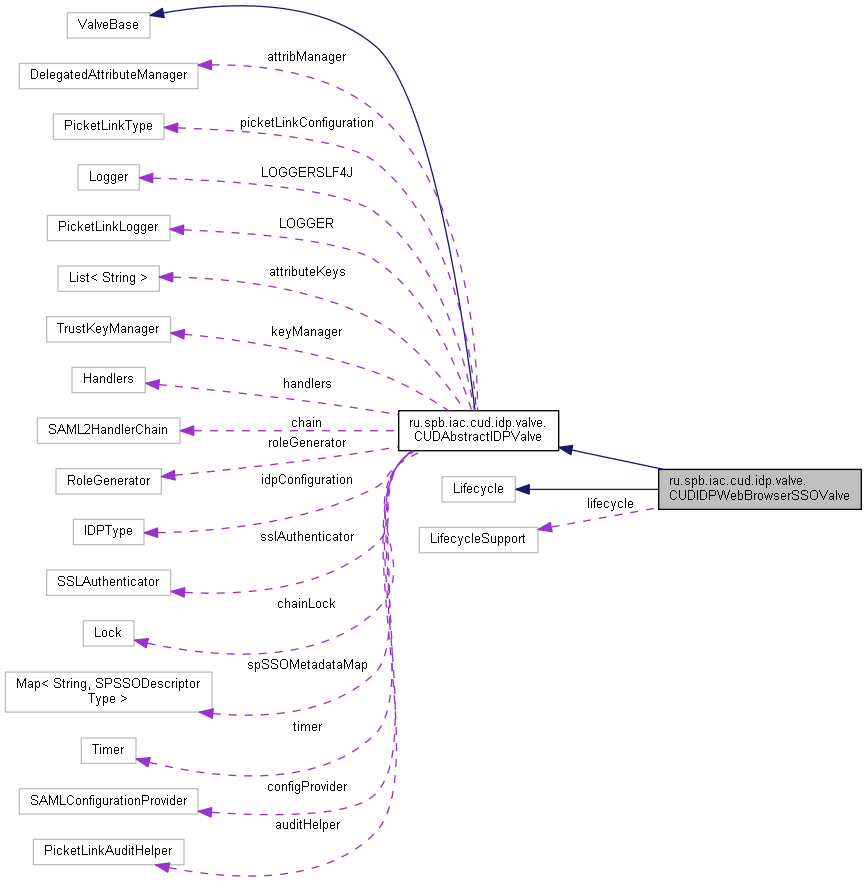 ValveBase
attribManager
DelegatedAttributeManager
picketLinkConfiguration
PicketLinkType
LOGGERSLF4J
Logger
LOGGER
PicketLinkLogger
attributeKeys
List< String >
keyManager
TrustKeyManager
handlers
Handlers
chain
SAML2HandlerChain
roleGenerator
RoleGenerator
idpConfiguration
IDPType
sslAuthenticator
SSLAuthenticator
chainLock
Lock
spSSOMetadataMap
Map< String, SPSSODescriptor
Type >
timer
Timer
configProvider
SAMLConfigurationProvider
auditHelper
PicketLinkAuditHelper
ru.spb.iac.cud.idp.valve.
CUDAbstractIDPValve
Lifecycle
lifecycle
LifecycleSupport
ru.spb.iac.cud.idp.valve.
CUDIDPWebBrowserSSOValve